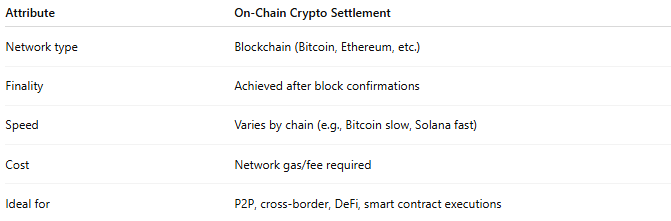 Attribute On-Chain Crypto Settlement
Network type Blockchain (Bitcoin, Ethereum, etc.)
Finality Achieved after block confirmations
Speed Varies by chain (e.g., Bitcoin slow, Solana fast)
Cost Network gas/fee required
Ideal for P2P, cross-border, DeFi, smart contract executions